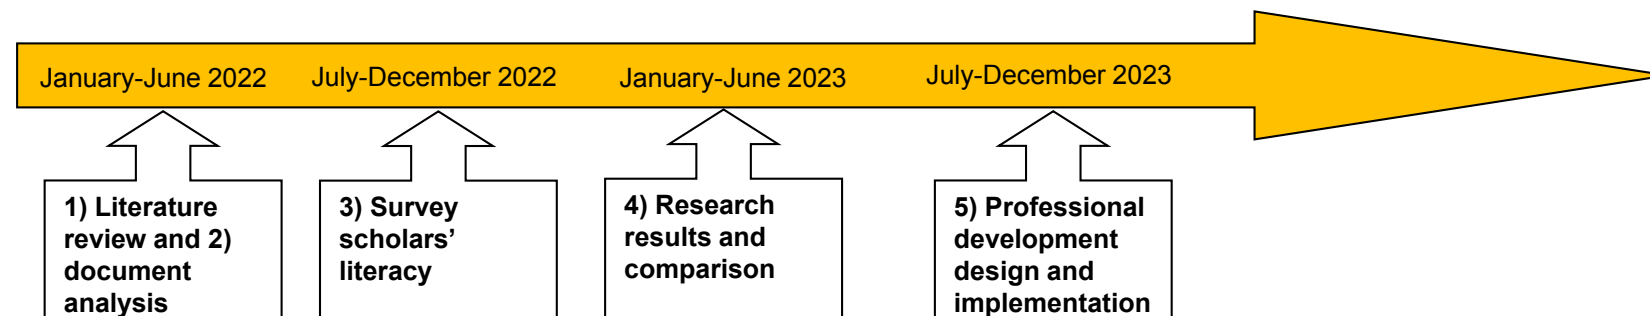 January-June 2022
July-December 2022
January-June 2023
July-December 2023
1) Literature
review and 2)
document
analysis
3) Survey
scholars’
literacy
4) Research
results and
comparison
5) Professional
development
design and
implementation